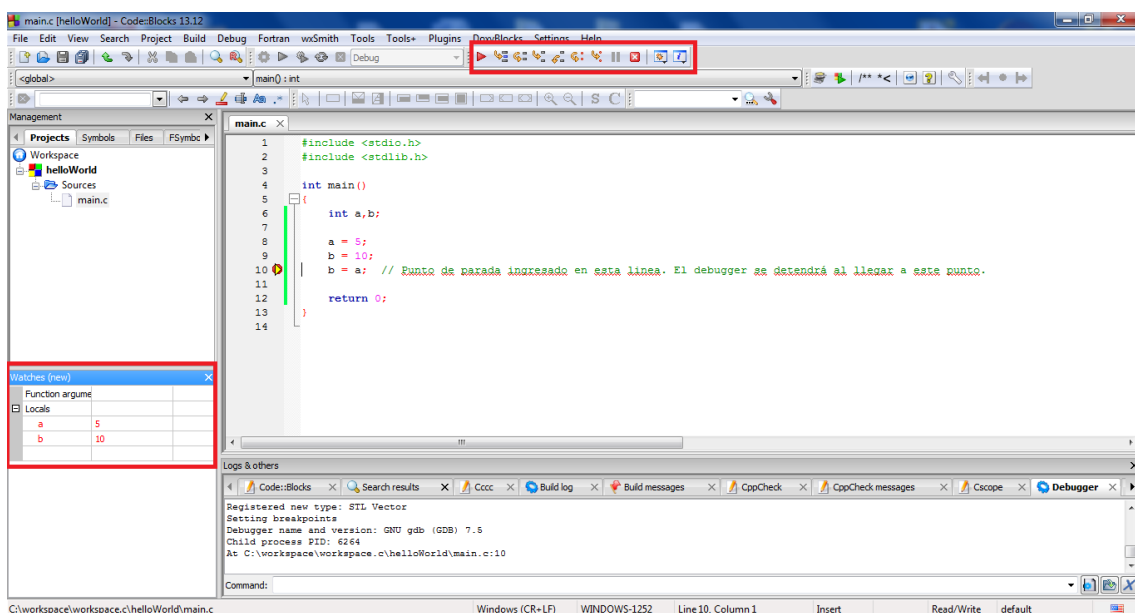 main.c [helloWorld] - Code::Blocks 13.12
File Edit View Search Project Build Debug Fortran wxSmith Tools Tools+ Plugins DoxyBlocks Settings Help
Debug
<global>
main() : int
/** *<
S C
Management
Projects Symbols Files FSymbc
Workspace
helloWorld
Sources
main.c
main.c
1 #include <stdio.h>
2 #include <stdlib.h>
3
4 int main()
5 {
6 int a,b;
7
8 a = 5;
9 b = 10;
10 b = a; // Punto de parada ingresado en esta linea. El debugger se detendrá al llegar a este punto.
11
12 return 0;
13 }
14
Watches (new)
Function argume
Locals
a 5
b 10
Logs & others
Code::Blocks Search results Cccc Build log Build messages CppCheck CppCheck messages Cscope Debugger
Registered new type: STL Vector
Setting breakpoints
Debugger name and version: GNU gdb (GDB) 7.5
Child process PID: 6264
At C:\workspace\workspace.c\helloWorld\main.c:10
Command:
C:\workspace\workspace.c\helloWorld\main.c Windows (CR+LF) WINDOWS-1252 Line 10, Column 1 Insert Read/Write default